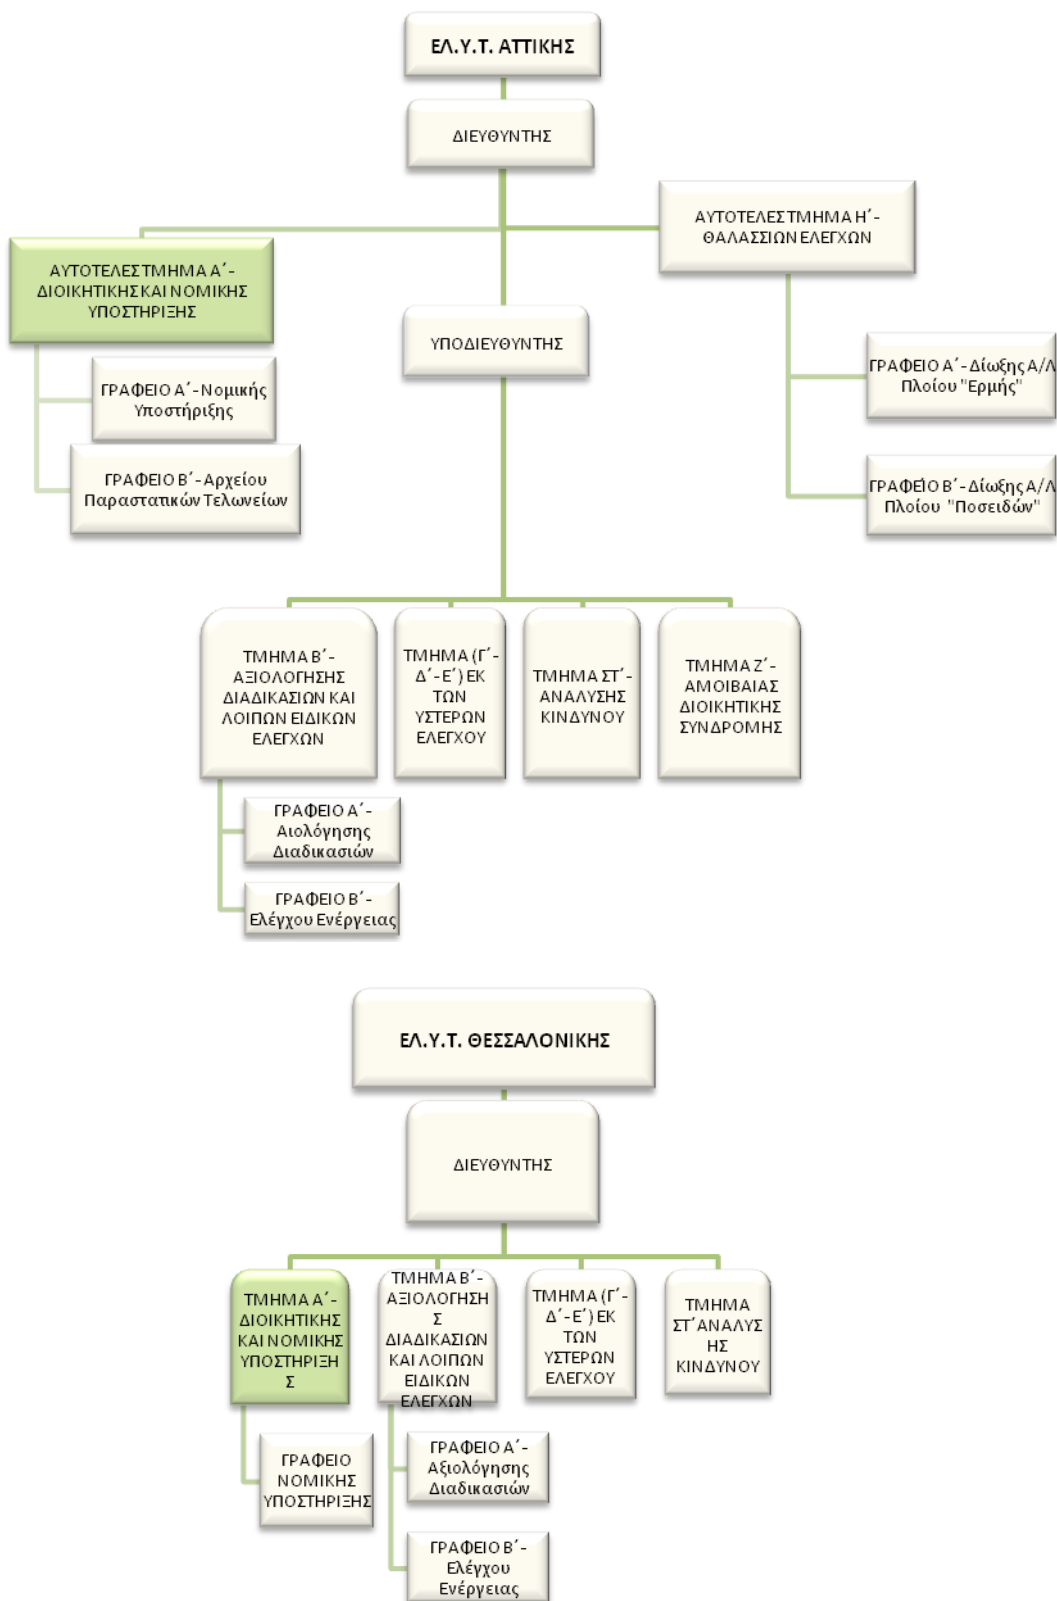 ΕΛ.Υ.Τ. ΑΤΤΙΚΗΣ
ΔΙΕΥΘΥΝΤΗΣ
ΑΥΤΟΤΕΛΕΣ ΤΜΗΜΑ Η΄-
ΘΑΛΑΣΣΙΩΝ ΕΛΕΓΧΩΝ
ΑΥΤΟΤΕΛΕΣ ΤΜΗΜΑ Α΄-
ΔΙΟΙΚΗΤΙΚΗΣ ΚΑΙ ΝΟΜΙΚΗΣ
ΥΠΟΣΤΗΡΙΞΗΣ
ΥΠΟΔΙΕΥΘΥΝΤΗΣ
ΓΡΑΦΕΙΟ Α΄- Νομικής
Υποστήριξης
ΓΡΑΦΕΙΟ Β΄- Αρχείου
Παραστατικών Τελωνείων
ΓΡΑΦΕΙΟ Α΄- Δίωξης Α/Λ
Πλοίου "Ερμής"
ΓΡΑΦΕΙΟ Β΄- Δίωξης Α/Λ
Πλοίου "Ποσειδών"
ΤΜΗΜΑ Β΄-
ΑΞΙΟΛΟΓΗΣΗΣ
ΔΙΑΔΙΚΑΣΙΩΝ ΚΑΙ
ΛΟΙΠΩΝ ΕΙΔΙΚΩΝ
ΕΛΕΓΧΩΝ
ΤΜΗΜΑ (Γ΄-
Δ΄- Ε΄) ΕΚ
ΤΩΝ
ΥΣΤΕΡΩΝ
ΕΛΕΓΧΟΥ
ΤΜΗΜΑ ΣΤ΄-
ΑΝΑΛΥΣΗΣ
ΚΙΝΔΥΝΟΥ
ΤΜΗΜΑ Ζ΄-
ΑΜΟΙΒΑΙΑΣ
ΔΙΟΙΚΗΤΙΚΗΣ
ΣΥΝΔΡΟΜΗΣ
ΓΡΑΦΕΙΟ Α΄-
Αιολόγησης
Διαδικασιών
ΓΡΑΦΕΙΟ Β΄-
Ελέγχου Ενέργειας
ΕΛ.Υ.Τ. ΘΕΣΣΑΛΟΝΙΚΗΣ
ΔΙΕΥΘΥΝΤΗΣ
ΤΜΗΜΑ Α΄-
ΔΙΟΙΚΗΤΙΚΗΣ
ΚΑΙ ΝΟΜΙΚΗΣ
ΥΠΟΣΤΗΡΙΞΗ
Σ
ΤΜΗΜΑ Β΄-
ΑΞΙΟΛΟΓΗΣΗ
Σ
ΔΙΑΔΙΚΑΣΙΩΝ
ΚΑΙ ΛΟΙΠΩΝ
ΕΙΔΙΚΩΝ
ΕΛΕΓΧΩΝ
ΤΜΗΜΑ (Γ΄-
Δ΄- Ε΄) ΕΚ
ΤΩΝ
ΥΣΤΕΡΩΝ
ΕΛΕΓΧΟΥ
ΤΜΗΜΑ
ΣΤ΄ΑΝΑΛΥΣ
ΗΣ
ΚΙΝΔΥΝΟΥ
ΓΡΑΦΕΙΟ
ΝΟΜΙΚΗΣ
ΥΠΟΣΤΗΡΙΞΗΣ
ΓΡΑΦΕΙΟ Α΄-
Αξιολόγησης
Διαδικασιών
ΓΡΑΦΕΙΟ Β΄-
Ελέγχου
Ενέργειας